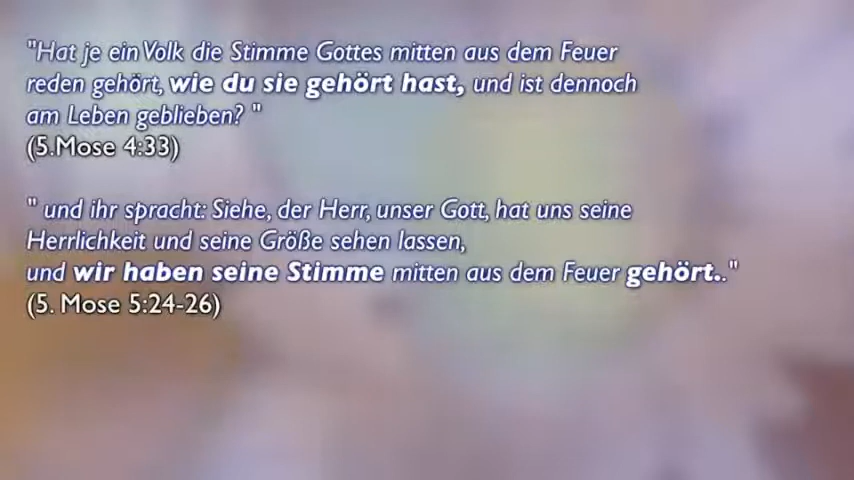 "Hat je ein Volk die Stimme Gottes mitten aus dem Feuer
reden gehört, wie du sie gehört hast, und ist dennoch
am Leben geblieben? "
(5.Mose 4:33)
" und ihr spracht: Siehe, der Herr, unser Gott, hat uns seine
Herrlichkeit und seine Größe sehen lassen,
und wir haben seine Stimme mitten aus dem Feuer gehört.."
(5. Mose 5:24-26)